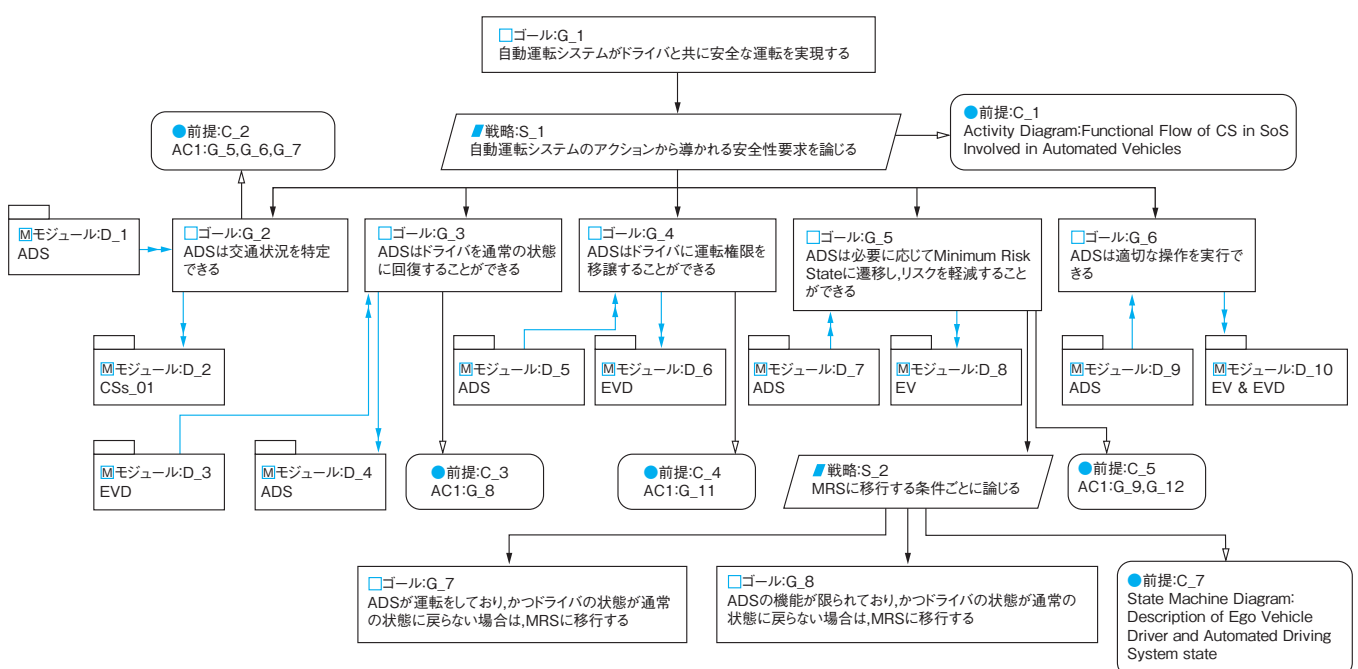 ゴール:G_1
自動運転システムがドライバと共に安全な運転を実現する
前提:C_2
AC1:G_5,G_6,G_7
戦略:S_1
自動運転システムのアクションから導かれる安全性要求を論じる
前提:C_1
Activity Diagram:Functional Flow of CS in SoS
Involved in Automated Vehicles
Mモジュール:D_1
ADS
ゴール:G_2
ADSは交通状況を特定
できる
ゴール:G_3
ADSはドライバを通常の状態
に回復することができる
ゴール:G_4
ADSはドライバに運転権限を
移譲することができる
ゴール:G_5
ADSは必要に応じてMinimum Risk
Stateに遷移し,リスクを軽減すること
ができる
ゴール:G_6
ADSは適切な操作を実行で
きる
Mモジュール:D_2
CSs_01
Mモジュール:D_5
ADS
Mモジュール:D_6
EVD
Mモジュール:D_7
ADS
Mモジュール:D_8
EV
Mモジュール:D_9
ADS
Mモジュール:D_10
EV & EVD
Mモジュール:D_3
EVD
Mモジュール:D_4
ADS
前提:C_3
AC1:G_8
前提:C_4
AC1:G_11
戦略:S_2
MRSに移行する条件ごとに論じる
前提:C_5
AC1:G_9,G_12
ゴール:G_7
ADSが運転をしており,かつドライバの状態が通常
の状態に戻らない場合は,MRSに移行する
ゴール:G_8
ADSの機能が限られており,かつドライバの状態が通常の
状態に戻らない場合は,MRSに移行する
前提:C_7
State Machine Diagram:
Description of Ego Vehicle
Driver and Automated Driving
System state